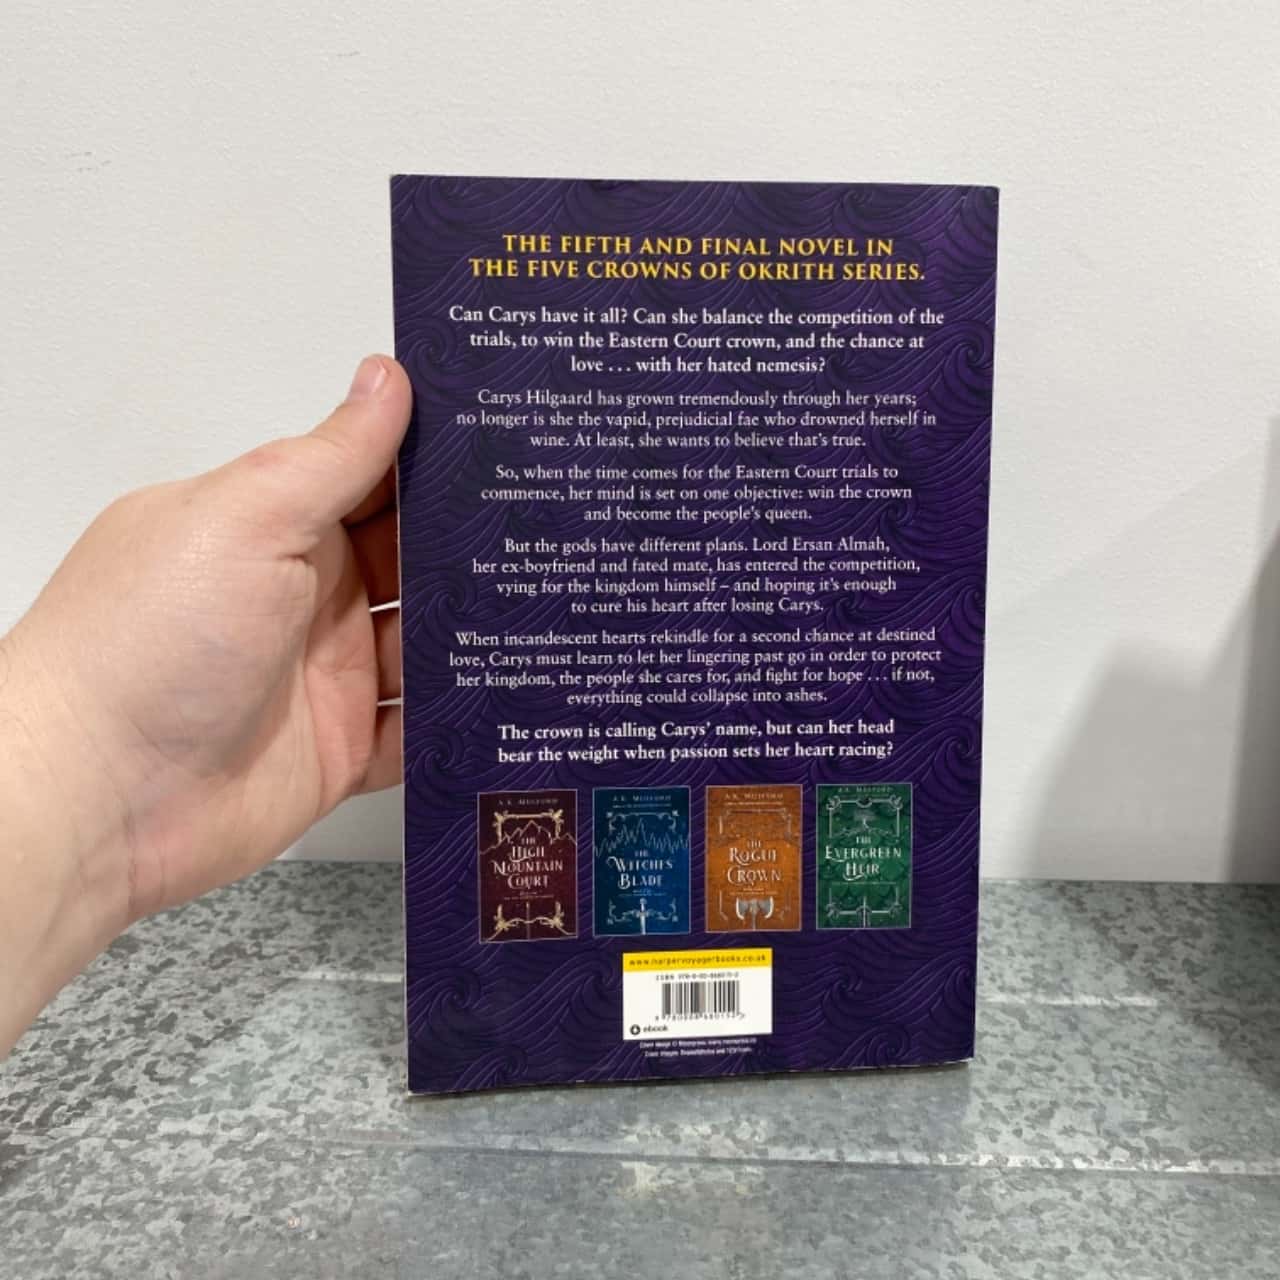 THE FIFTH AND FINAL NOVEL IN
THE FIVE CROWNS OF OKRITH SERIES.
Can Carys have it all? Can she balance the competition of the
trials, to win the Eastern Court crown, and the chance at
love . . . with her hated nemesis?
Carys Hilgaard has grown tremendously through her years;
no longer is she the vapid, prejudicial fae who drowned herself in
wine. At least, she wants to believe that's true.
So, when the time comes for the Eastern Court trials to
commence, her mind is set on one objective: win the crown
and become the people's queen.
But the gods have different plans. Lord Ersan Almah,
her ex-boyfriend and fated mate, has entered the competition,
vying for the kingdom himself – and hoping it's enough
to cure his heart after losing Carys.
When incandescent hearts rekindle for a second chance at destined
love, Carys must learn to let her lingering past go in order to protect
her kingdom, the people she cares for, and fight for hope . . . if not,
everything could collapse into ashes.
The crown is calling Carys' name, but can her head
bear the weight when passion sets her heart racing?
A.K. MULFORD
THE
HIGH
MOUNTAIN
COURT
A.K. MULFORD
THE
WITCHES'
BLADE
A.K. MULFORD
THE
ROGUE
CROWN
A.K. MULFORD
THE
EVERGREEN
HEIR
www.harpervoyagerbooks.co.uk
ISBN
ebook